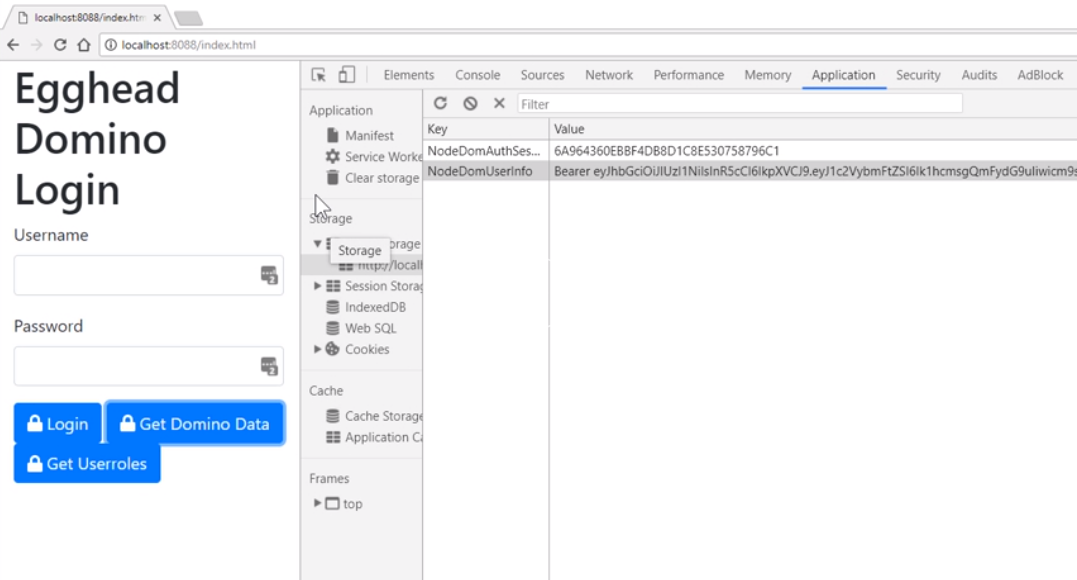 localhost:8088/index.htm
localhost:8088/index.html
Egghead
Domino
Login
Username
Password
Login
Get Domino Data
Get Userroles
Elements Console Sources Network Performance Memory Application Security Audits AdBlock
Application
Manifest
Service Worke
Clear storage
Storage
Storage
orage
http://locall
Session Storag
IndexedDB
Web SQL
Cookies
Cache
Cache Storage
Application Ca
Frames
top
Filter
Key Value
NodeDomAuthSes... 6A964360EBBF4DB8D1C8E530758796C1
NodeDomUserInfo Bearer